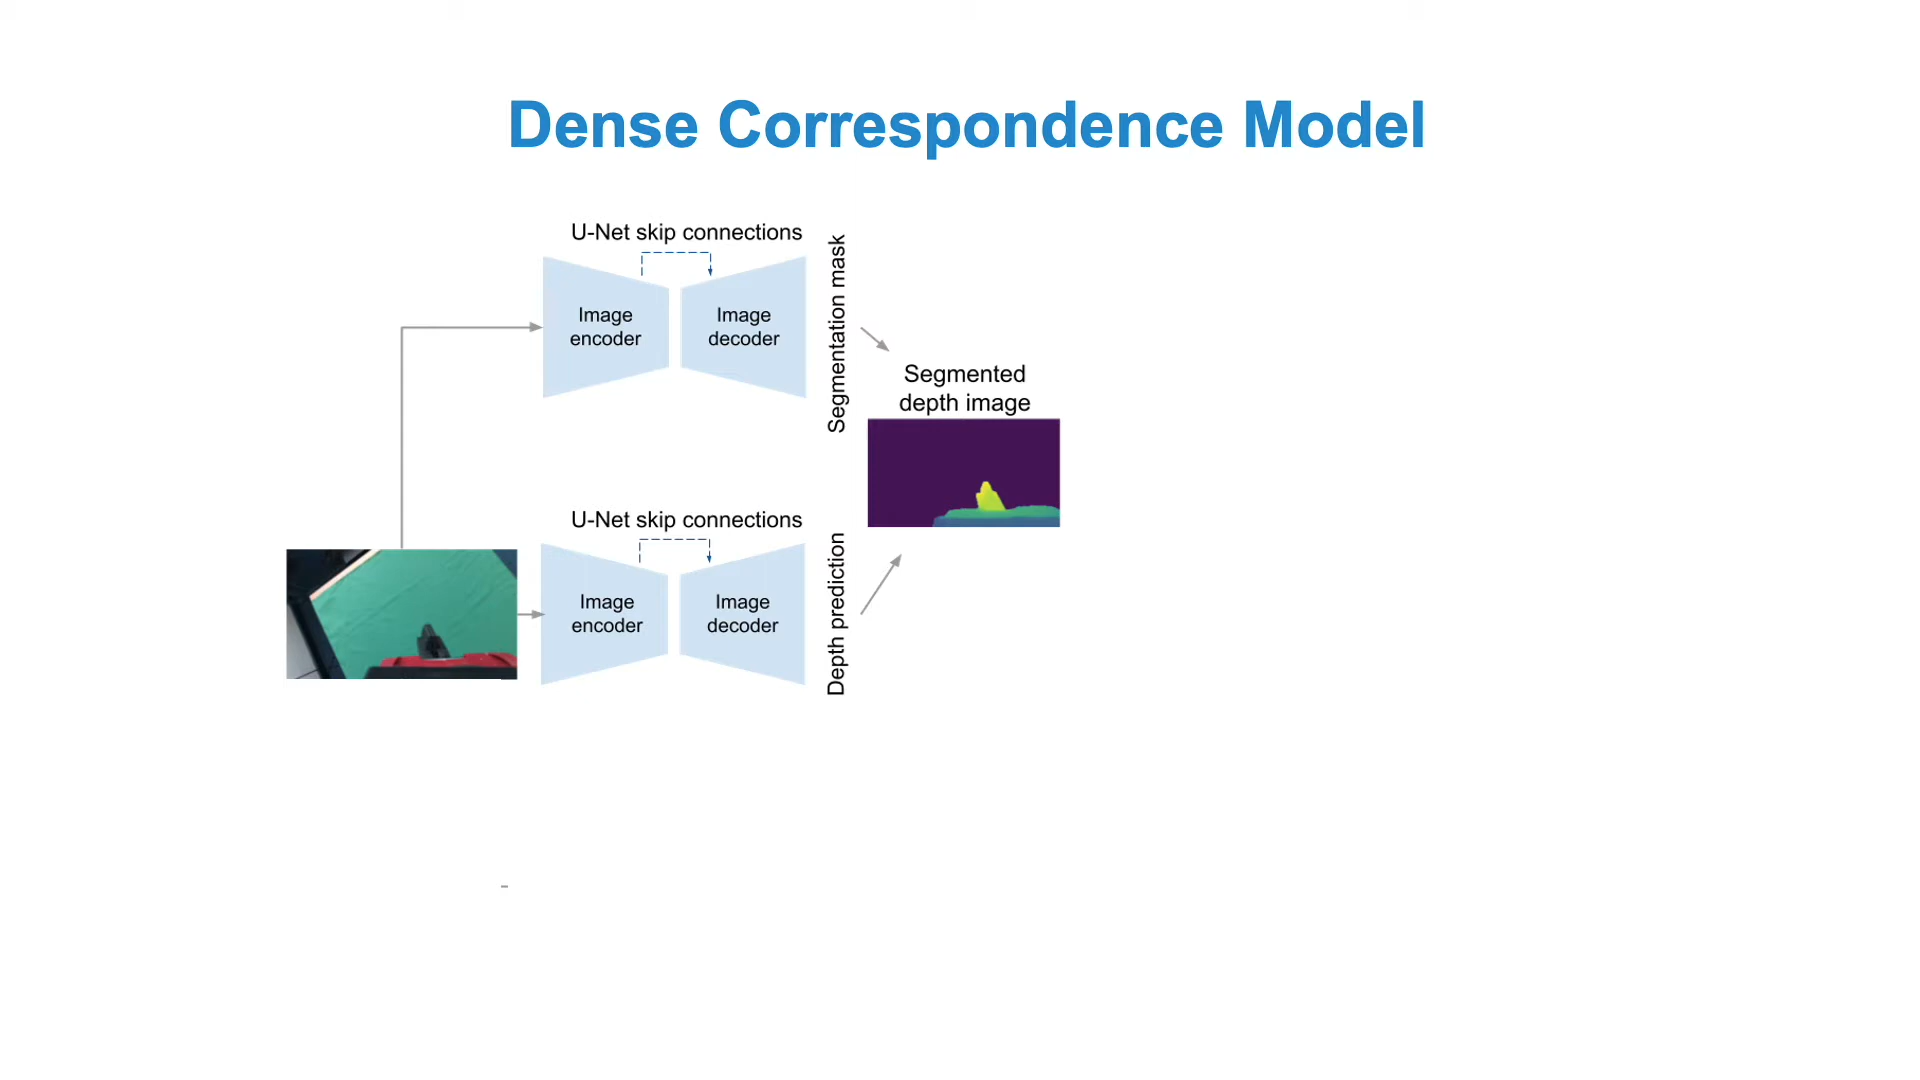 Dense Correspondence Model
U-Net skip connections
Image
encoder
Image
decoder
Segmentation mask
Segmented
depth image
U-Net skip connections
Image
encoder
Image
decoder
Depth prediction